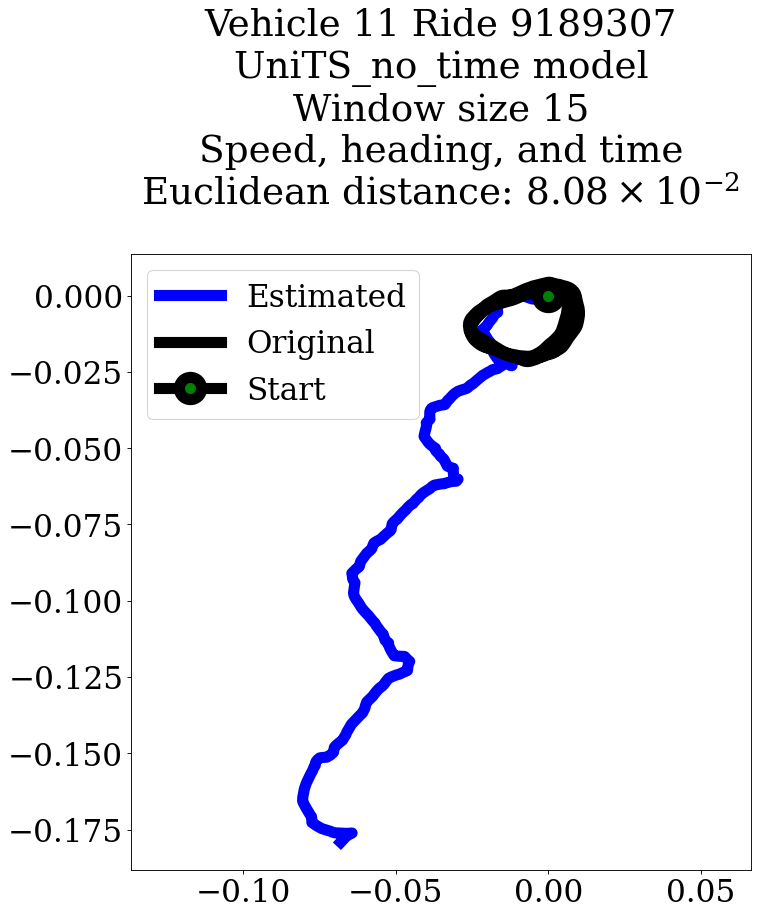 Vehicle 11 Ride 9189307
UniTS_no_time model
Window size 15
Speed, heading, and time
Euclidean distance: 8.08 × 10⁻²
Estimated
Original
Start
0.000
−0.025
−0.050
−0.075
−0.100
−0.125
−0.150
−0.175
−0.10
−0.05
0.00
0.05